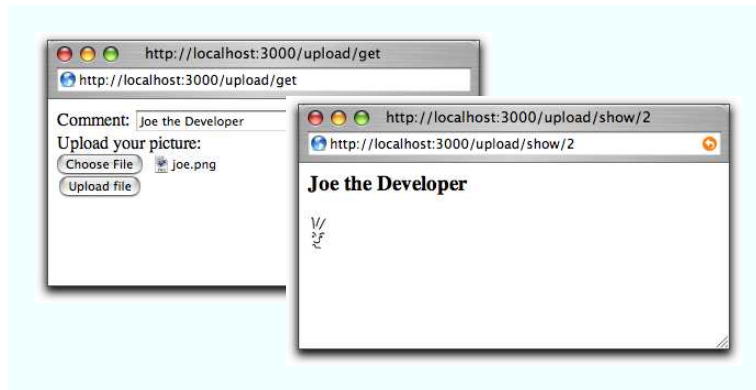 http://localhost:3000/upload/get
http://localhost:3000/upload/get
Comment: Joe the Developer
Upload your picture:
Choose File joe.png
Upload file
http://localhost:3000/upload/show/2
http://localhost:3000/upload/show/2
Joe the Developer